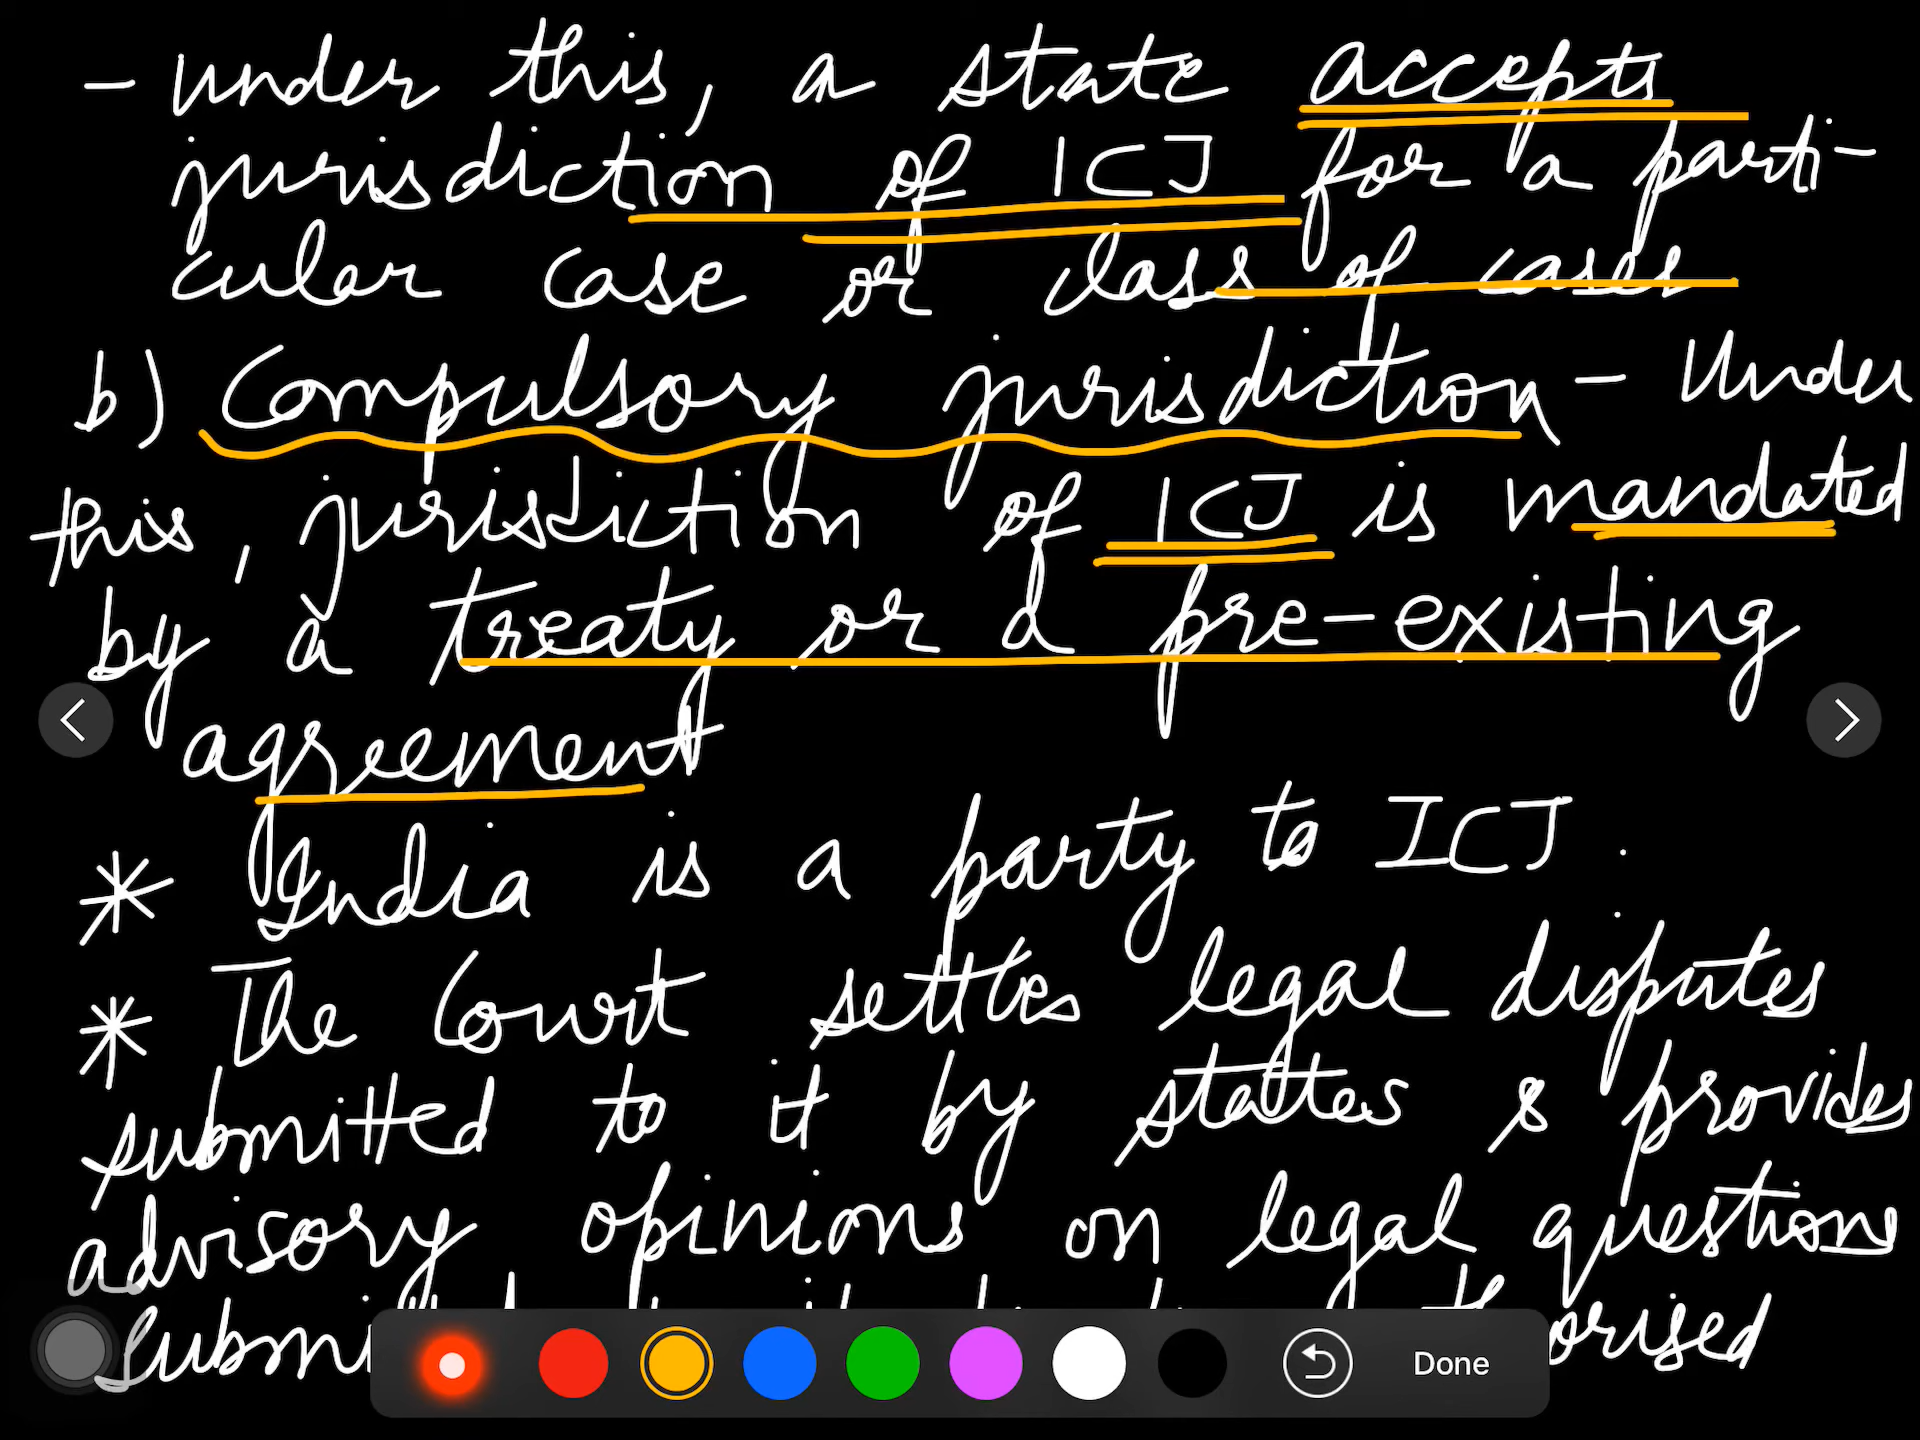 - under this, a state accepts
jurisdiction of ICJ for a parti-
cular case or class of cases
b) Compulsory jurisdiction - Under
this, jurisdiction of ICJ is mandated
by a treaty or a pre-existing
agreement
* India is a party to ICJ.
* The Court settles legal disputes
submitted to it by states & provides
advisory opinions on legal questions
Done